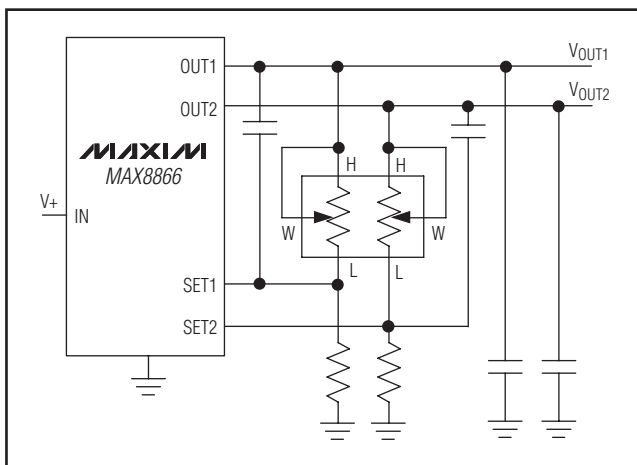 OUT1
VOUT1
OUT2
VOUT2
MAXIM
MAX8866
H
H
V+
IN
W
W
L
L
SET1
SET2